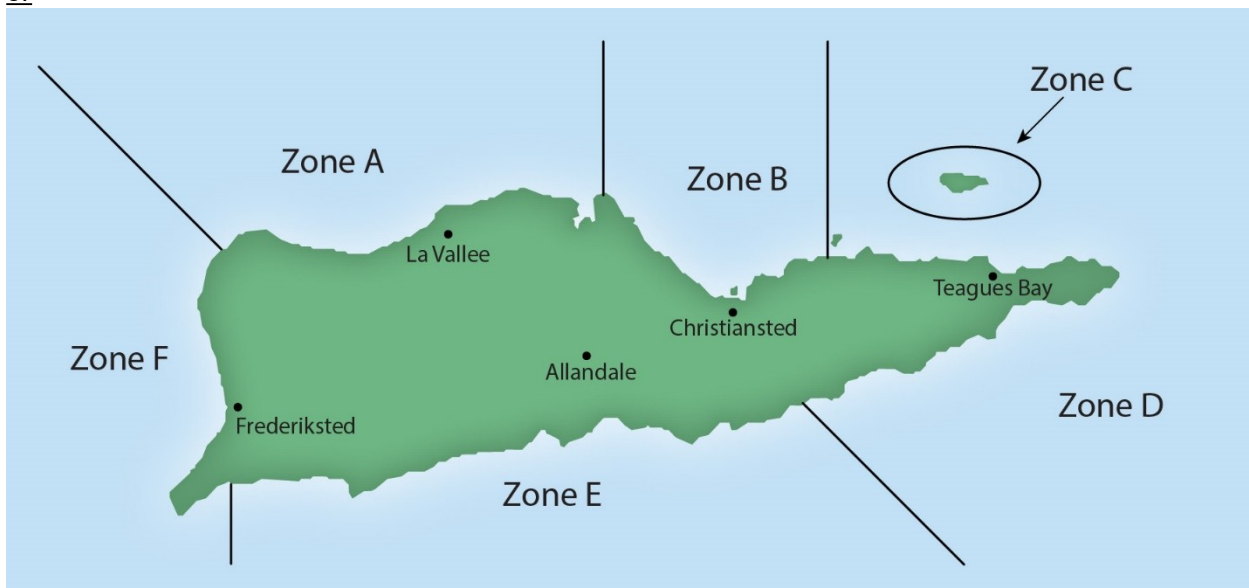 Zone C
Zone A
Zone B
La Vallee
Teagues Bay
Christiansted
Zone F
Allandale
Zone D
Frederiksted
Zone E